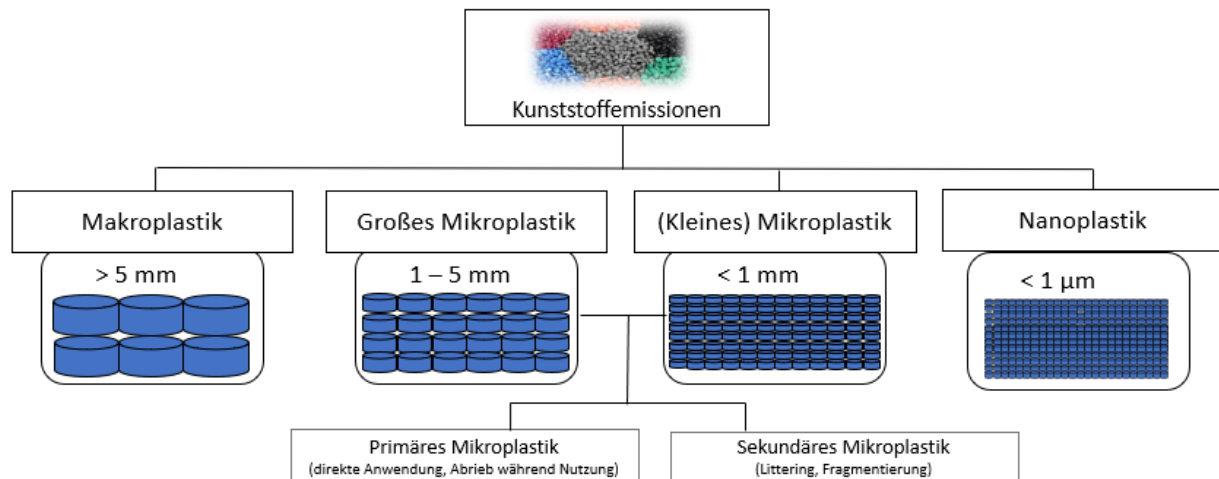 Kunststoffemissionen
Makroplastik
Großes Mikroplastik
(Kleines) Mikroplastik
Nanoplastik
> 5 mm
1 – 5 mm
< 1 mm
< 1 µm
Primäres Mikroplastik
(direkte Anwendung, Abrieb während Nutzung)
Sekundäres Mikroplastik
(Littering, Fragmentierung)